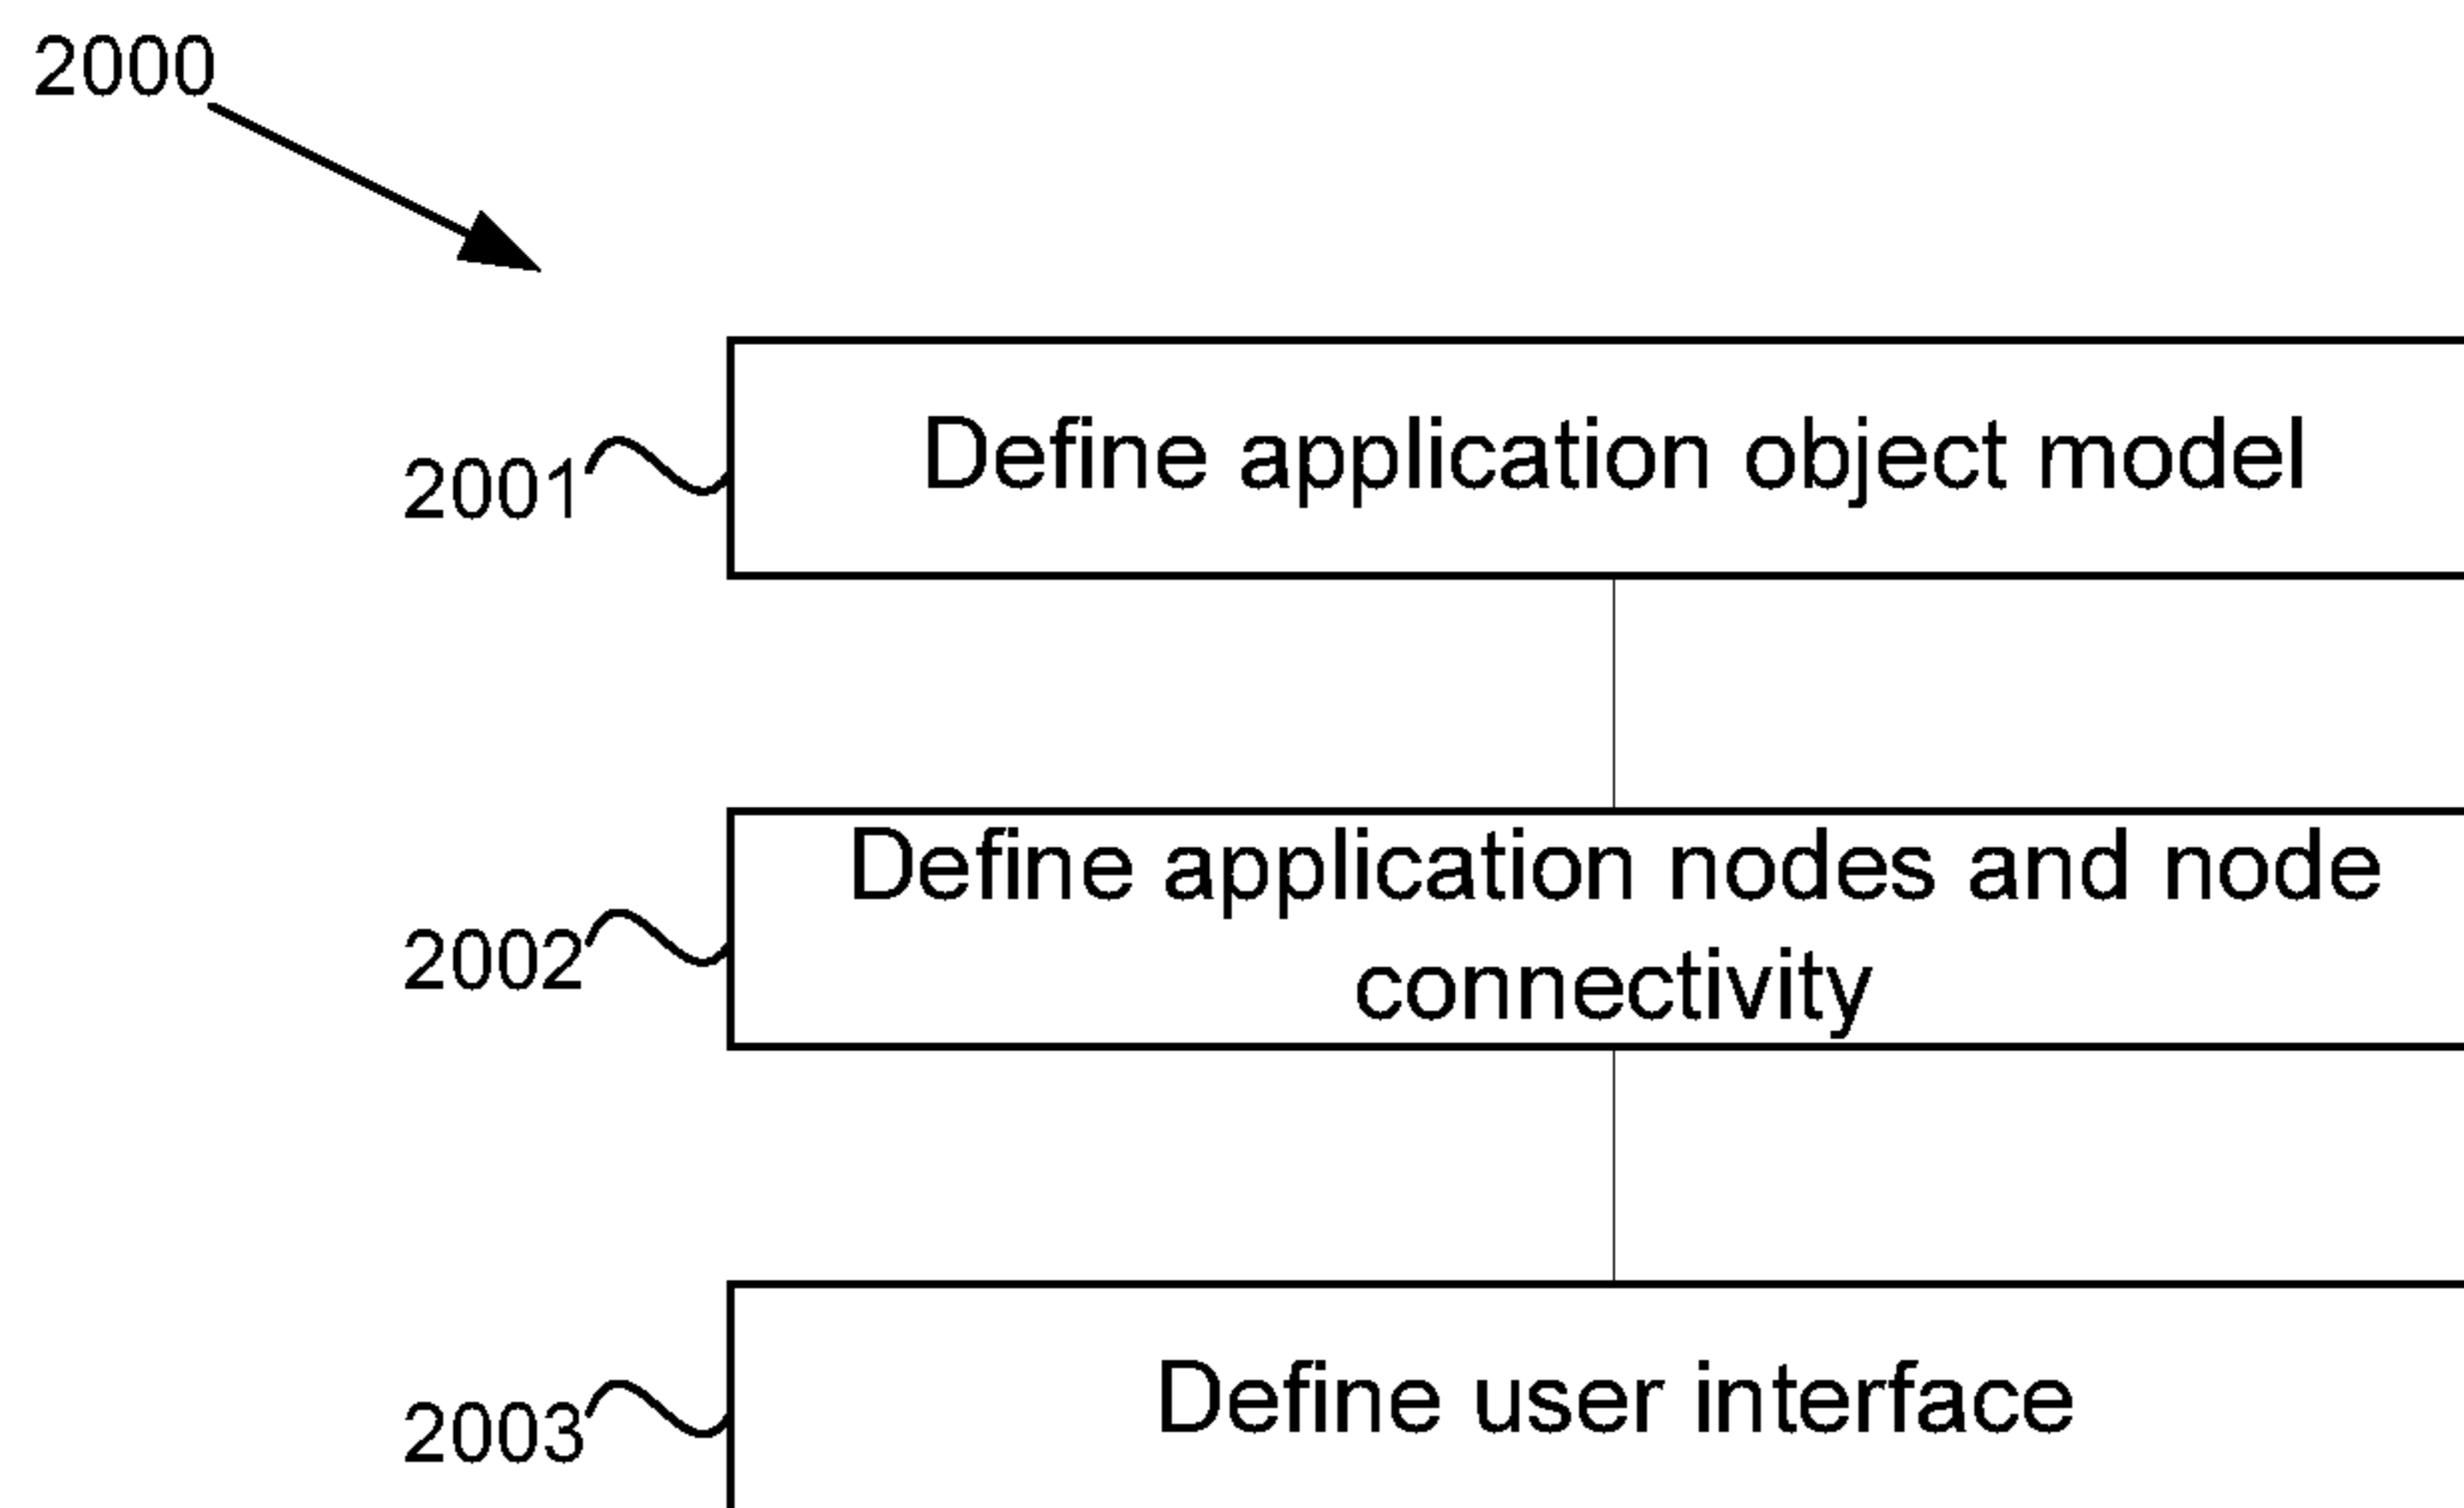 2000
2001
Define application object model
2002
Define application nodes and node
connectivity
2003
Define user interface